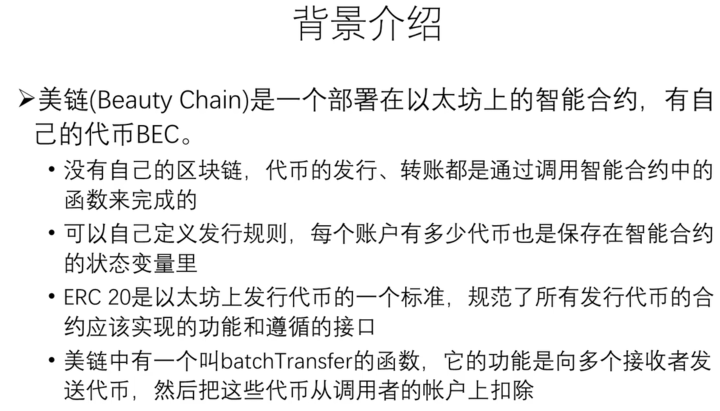 背景介绍
➢美链(Beauty Chain)是一个部署在以太坊上的智能合约，有自
己的代币BEC。
• 没有自己的区块链，代币的发行、转账都是通过调用智能合约中的
函数来完成的
• 可以自己定义发行规则，每个账户有多少代币也是保存在智能合约
的状态变量里
• ERC 20是以太坊上发行代币的一个标准，规范了所有发行代币的合
约应该实现的功能和遵循的接口
• 美链中有一个叫batchTransfer的函数，它的功能是向多个接收者发
送代币，然后把这些代币从调用者的帐户上扣除